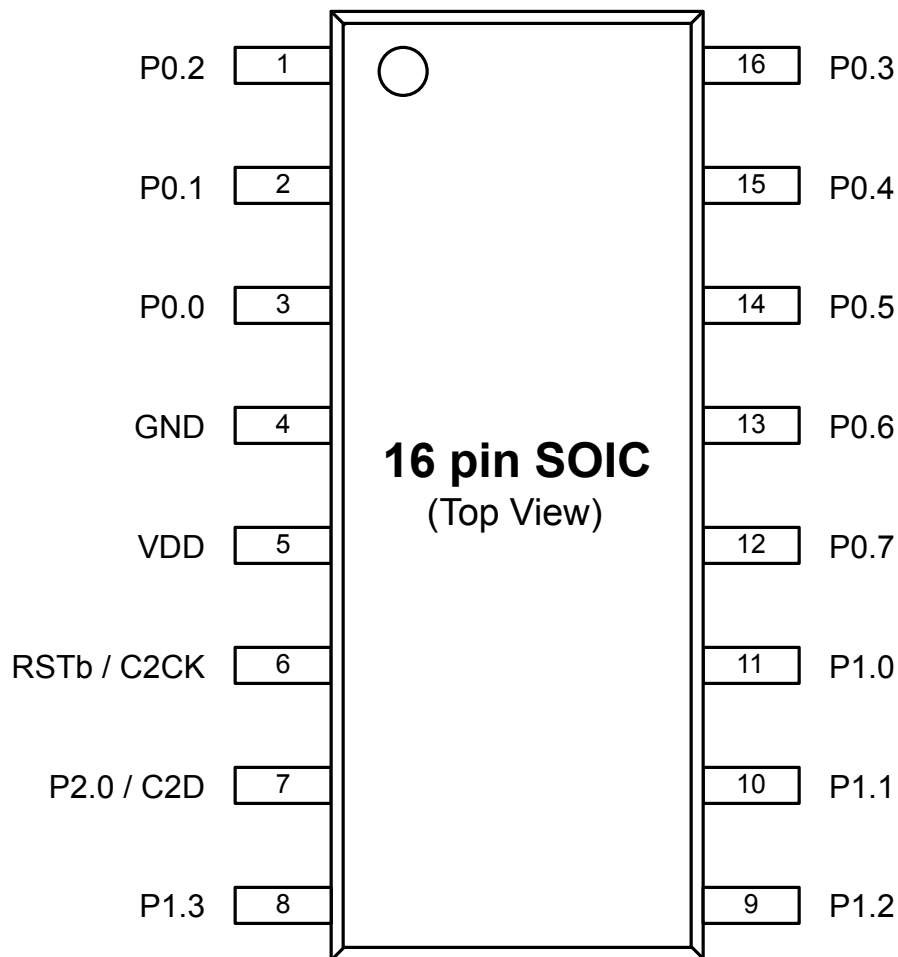 P0.2 1 16 P0.3
P0.1 2 15 P0.4
P0.0 3 14 P0.5
GND 4 13 P0.6
16 pin SOIC
(Top View)
VDD 5 12 P0.7
RSTb / C2CK 6 11 P1.0
P2.0 / C2D 7 10 P1.1
P1.3 8 9 P1.2